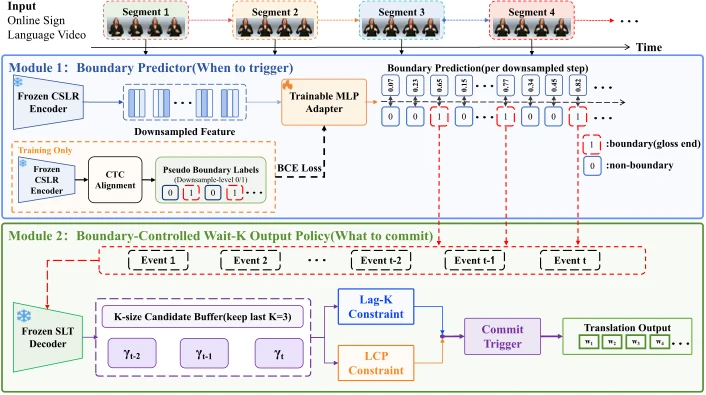 Input
Online Sign
Language Video
Segment 1
Segment 2
Segment 3
Segment 4
...
Time
Module 1: Boundary Predictor(When to trigger)
Frozen CSLR
Encoder
...
Downsampled Feature
Trainable MLP
Adapter
Boundary Prediction(per downsampled step)
0.07 0.23 0.65 0.15 ... 0.77 0.34 0.45 0.82 ...
0 0 1 0 ... 1 0 0 1 ...
1 :boundary(gloss end)
0 :non-boundary
Training Only
Frozen
CSLR
Encoder
CTC
Alignment
Pseudo Boundary Labels
(Downsample-level 0/1)
0 1 0 1 ...
BCE Loss
Module 2: Boundary-Controlled Wait-K Output Policy(What to commit)
Event 1
Event 2
...
Event t-2
Event t-1
Event t
Frozen SLT
Decoder
K-size Candidate Buffer(keep last K=3)
γt-2
γt-1
γt
Lag-K
Constraint
LCP
Constraint
Commit
Trigger
Translation Output
w1 w2 w3 w4 ...